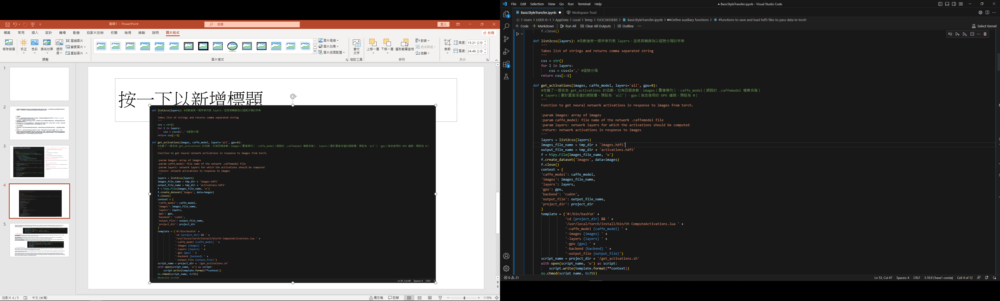 醫報1 - PowerPoint
搜尋
登入
檔案 常用 插入 設計 轉場 動畫 投影片放映 校閱 檢視 錄製 說明 圖片格式
共用
移除背景 校正 色彩 美術效果 透明度
壓縮圖片
變更圖片
重設圖片
調整
圖片樣式
圖片框線
圖片效果
圖片版面配置
替代文字
協助工具
上移一層 下移一層 選取範圍窗格
對齊
組成群組
旋轉
排列
裁剪
高度: 15.21 公分
寬度: 24.46 公分
大小
1
2
3
4
5
按一下以新增標題
def list2css(layers): #函數接受一個字串列表 layers，並將其轉換為以逗號分隔的字串
'''
Takes list of strings and returns comma separated string
'''
css = str()
for l in layers:
css = css+l+',' #逗號分隔
return css[:-1]
def get_activations(images, caffe_model, layers='all', gpu=0):
#定義了一個名為 get_activations 的函數，它有四個參數：images（圖像陣列）、caffe_model（網路的 .caffemodel 檔案名稱）、layers（要計算激活值的網路層，預設為 'all'）、gpu（指定使用的 GPU 編號，預設為 0）
'''
Function to get neural network activations in response to images from torch.
:param images: array of images
:param caffe_model: file name of the network .caffemodel file
:param layers: network layers for which the activations should be computed
:return: network activations in response to images
'''
layers = list2css(layers)
images_file_name = tmp_dir + 'images.hdf5'
output_file_name = tmp_dir + 'activations.hdf5'
f = h5py.File(images_file_name, 'w')
f.create_dataset('images', data=images)
f.close()
context = {
'caffe_model': caffe_model,
'images': images_file_name,
'layers': layers,
'gpu': gpu,
'backend': 'cudnn',
'output_file': output_file_name,
'project_dir': project_dir
}
template = ('#!/bin/bash\n' +
'cd {project_dir} && ' +
'/usr/local/torch/install/bin/th ComputeActivations.lua ' +
'-caffe_model {caffe_model} ' +
'-images {images} ' +
'-layers {layers} ' +
'-gpu {gpu} ' +
'-backend {backend} ' +
'-output_file {output_file}')
script_name = project_dir + '/get_activations.sh'
with open(script_name, 'w') as script:
script.write(template.format(**context))
os.chmod(script_name, 0o755)
#execute script
Ln 81, Col 40 Spaces: 4 CRLF 3
投影片 4 / 5 中文 (台灣)
備忘稿 註解 119%
File Edit Selection View Go Run Terminal Help
● BasicStyleTransfer.ipynb - Visual Studio Code
BasicStyleTransfer.ipynb ● Workspace Trust
C: > Users > USER-0~1 > AppData > Local > Temp > 7zOC3655EB5 > BasicStyleTransfer.ipynb > M↓Define auxiliary functions > #functions to save and load hdf5 files to pass data to torch
+ Code + Markdown Run All Clear All Outputs Outline ···
Select Kernel
f.close()
def list2css(layers): #函數接受一個字串列表 layers，並將其轉換為以逗號分隔的字串
'''
Takes list of strings and returns comma separated string
'''
css = str()
for l in layers:
css = css+l+',' #逗號分隔
return css[:-1]
def get_activations(images, caffe_model, layers='all', gpu=0):
#定義了一個名為 get_activations 的函數，它有四個參數：images（圖像陣列）、caffe_model（網路的 .caffemodel 檔案名稱）
# layers（要計算激活值的網路層，預設為 'all'）、gpu（指定使用的 GPU 編號，預設為 0）
'''
Function to get neural network activations in response to images from torch.
:param images: array of images
:param caffe_model: file name of the network .caffemodel file
:param layers: network layers for which the activations should be computed
:return: network activations in response to images
'''
layers = list2css(layers)
images_file_name = tmp_dir + 'images.hdf5'
output_file_name = tmp_dir + 'activations.hdf5'
f = h5py.File(images_file_name, 'w')
f.create_dataset('images', data=images)
f.close()
context = {
'caffe_model': caffe_model,
'images': images_file_name,
'layers': layers,
'gpu': gpu,
'backend': 'cudnn',
'output_file': output_file_name,
'project_dir': project_dir
}
template = ('#!/bin/bash\n' +
'cd {project_dir} && ' +
'/usr/local/torch/install/bin/th ComputeActivations.lua ' +
'-caffe_model {caffe_model} ' +
'-images {images} ' +
'-layers {layers} ' +
'-gpu {gpu} ' +
'-backend {backend} ' +
'-output_file {output_file}')
script_name = project_dir + '/get_activations.sh'
with open(script_name, 'w') as script:
script.write(template.format(**context))
os.chmod(script_name, 0o755)
0 21
Ln 53, Col 47 Spaces: 4 CRLF 3.10.9 ('base': conda) Cell 4 of 12